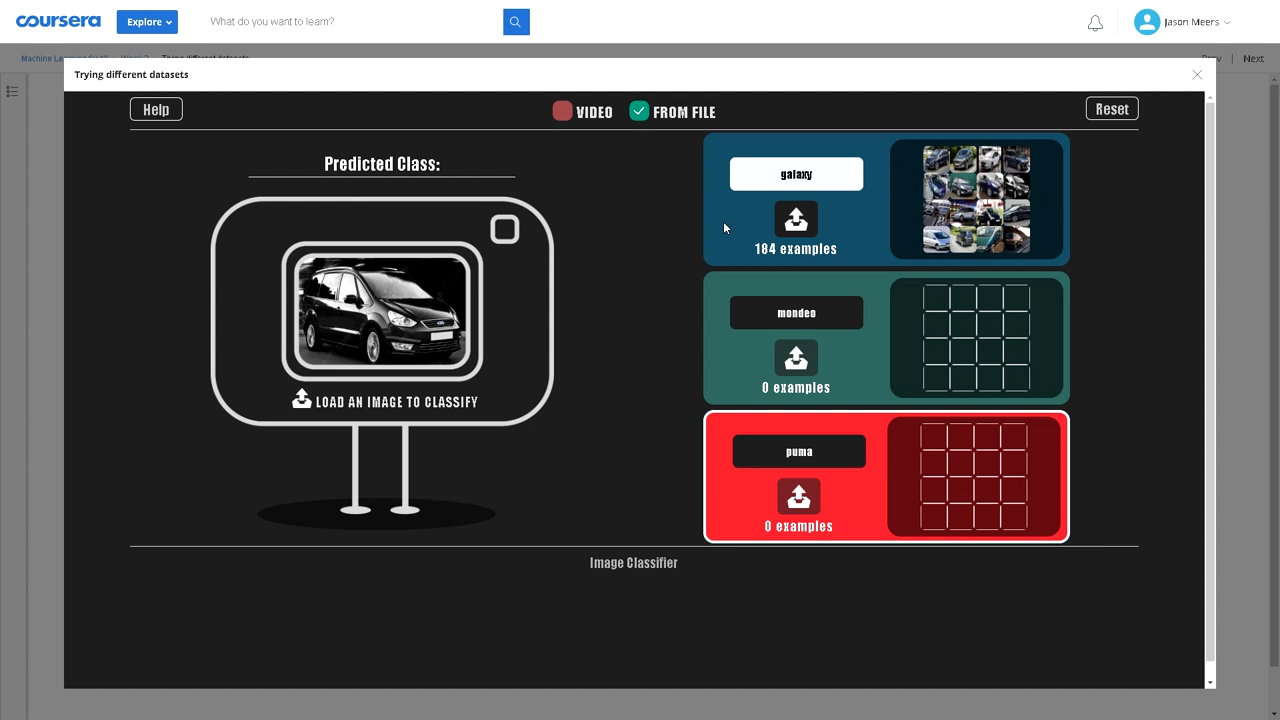 coursera
Explore
What do you want to learn?
Jason Meers
Next
Trying different datasets
Help
VIDEO
FROM FILE
Reset
Predicted Class:
galaxy
184 examples
mondeo
0 examples
LOAD AN IMAGE TO CLASSIFY
puma
0 examples
Image Classifier